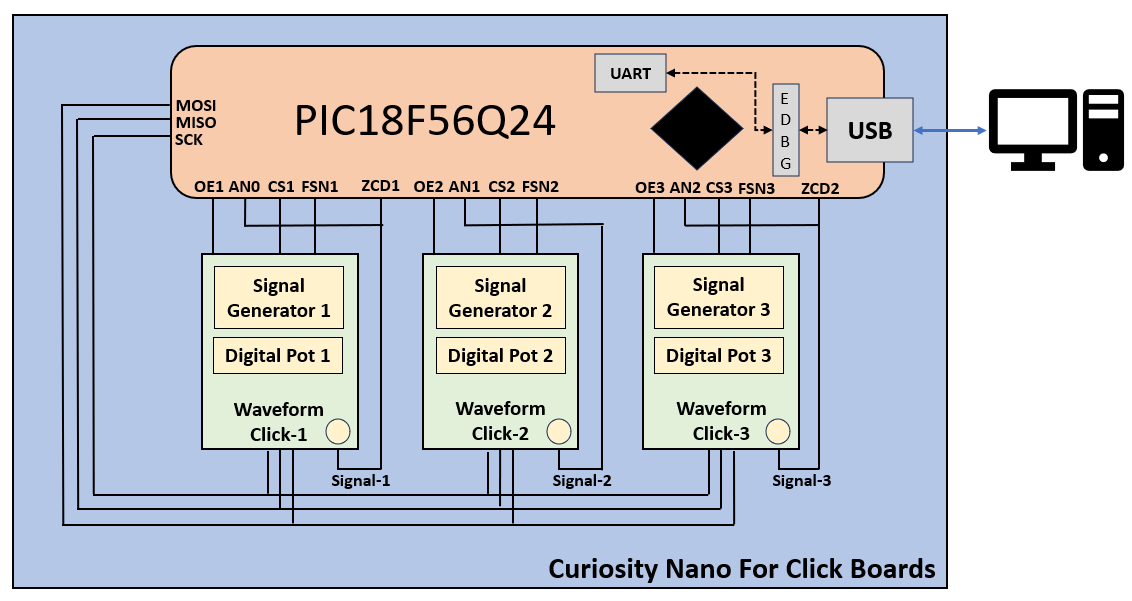 UART
MOSI
MISO
SCK
PIC18F56Q24
E
D
B
G
USB
OE1 AN0 CS1 FSN1 ZCD1 OE2 AN1 CS2 FSN2 OE3 AN2 CS3 FSN3 ZCD2
Signal
Generator 1
Digital Pot 1
Waveform
Click-1
Signal-1
Signal
Generator 2
Digital Pot 2
Waveform
Click-2
Signal-2
Signal
Generator 3
Digital Pot 3
Waveform
Click-3
Signal-3
Curiosity Nano For Click Boards